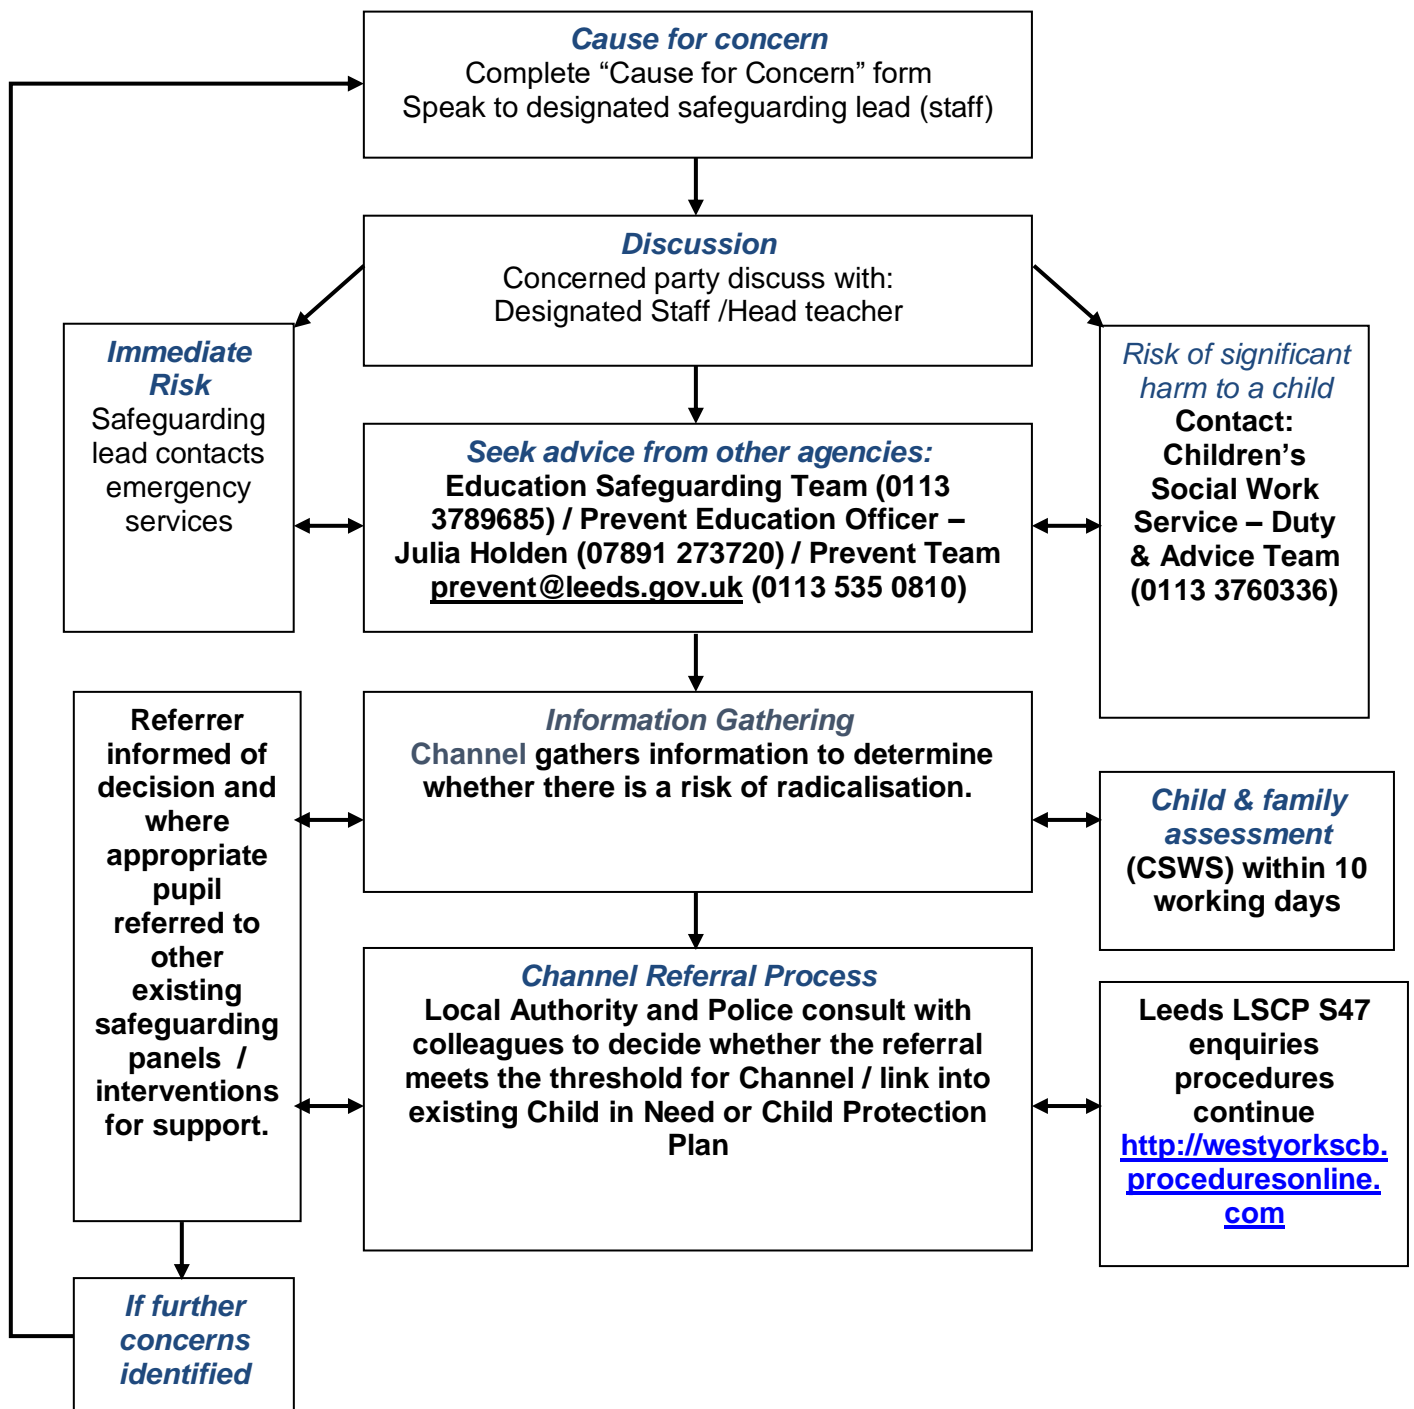 Cause for concern
Complete “Cause for Concern” form
Speak to designated safeguarding lead (staff)
Discussion
Concerned party discuss with:
Designated Staff /Head teacher
Immediate
Risk
Safeguarding
lead contacts
emergency
services
Seek advice from other agencies:
Education Safeguarding Team (0113
3789685) / Prevent Education Officer –
Julia Holden (07891 273720) / Prevent Team
prevent@leeds.gov.uk (0113 535 0810)
Risk of significant
harm to a child
Contact:
Children’s
Social Work
Service – Duty
& Advice Team
(0113 3760336)
Referrer
informed of
decision and
where
appropriate
pupil
referred to
other
existing
safeguarding
panels /
interventions
for support.
Information Gathering
Channel gathers information to determine
whether there is a risk of radicalisation.
Child & family
assessment
(CSWS) within 10
working days
Channel Referral Process
Local Authority and Police consult with
colleagues to decide whether the referral
meets the threshold for Channel / link into
existing Child in Need or Child Protection
Plan
Leeds LSCP S47
enquiries
procedures
continue
http://westyorkscb.
proceduresonline.
com
If further
concerns
identified